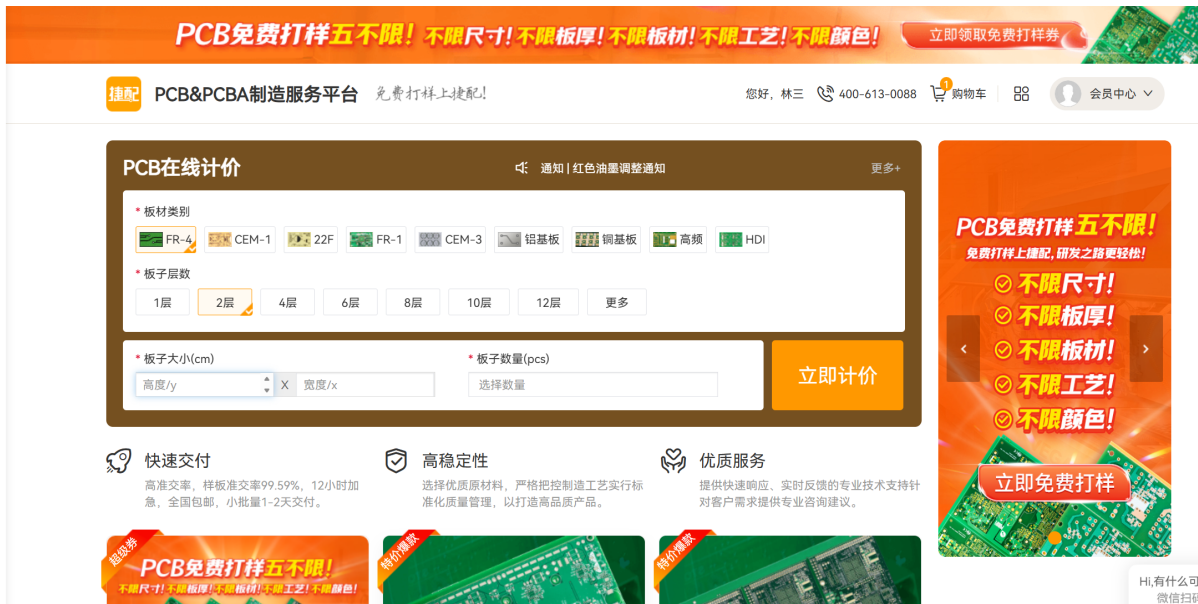 PCB免费打样五不限！不限尺寸！不限板厚！不限板材！不限工艺！不限颜色！ 立即领取免费打样券
捷配 PCB&PCBA制造服务平台 免费打样上捷配！ 您好，林三 400-613-0088 1 购物车 会员中心
PCB在线计价 通知 | 红色油墨调整通知 更多+
* 板材类别
FR-4 CEM-1 22F FR-1 CEM-3 铝基板 铜基板 高频 HDI
* 板子层数
1层 2层 4层 6层 8层 10层 12层 更多
* 板子大小(cm) * 板子数量(pcs)
高度/y X 宽度/x 选择数量
立即计价
PCB免费打样五不限！
免费打样上捷配，研发之路更轻松！
不限尺寸！
不限板厚！
不限板材！
不限工艺！
不限颜色！
立即免费打样
快速交付
高准交率，样板准交率99.59%，12小时加
急，全国包邮，小批量1-2天交付。
高稳定性
选择优质原材料，严格把控制造工艺实行标
准化质量管理，以打造高品质产品。
优质服务
提供快速响应、实时反馈的专业技术支持针
对客户需求提供专业咨询建议。
超级券
PCB免费打样五不限！
不限尺寸！不限板厚！不限板材！不限工艺！不限颜色！
特价爆款
特价爆款
Hi,有什么可
微信扫码